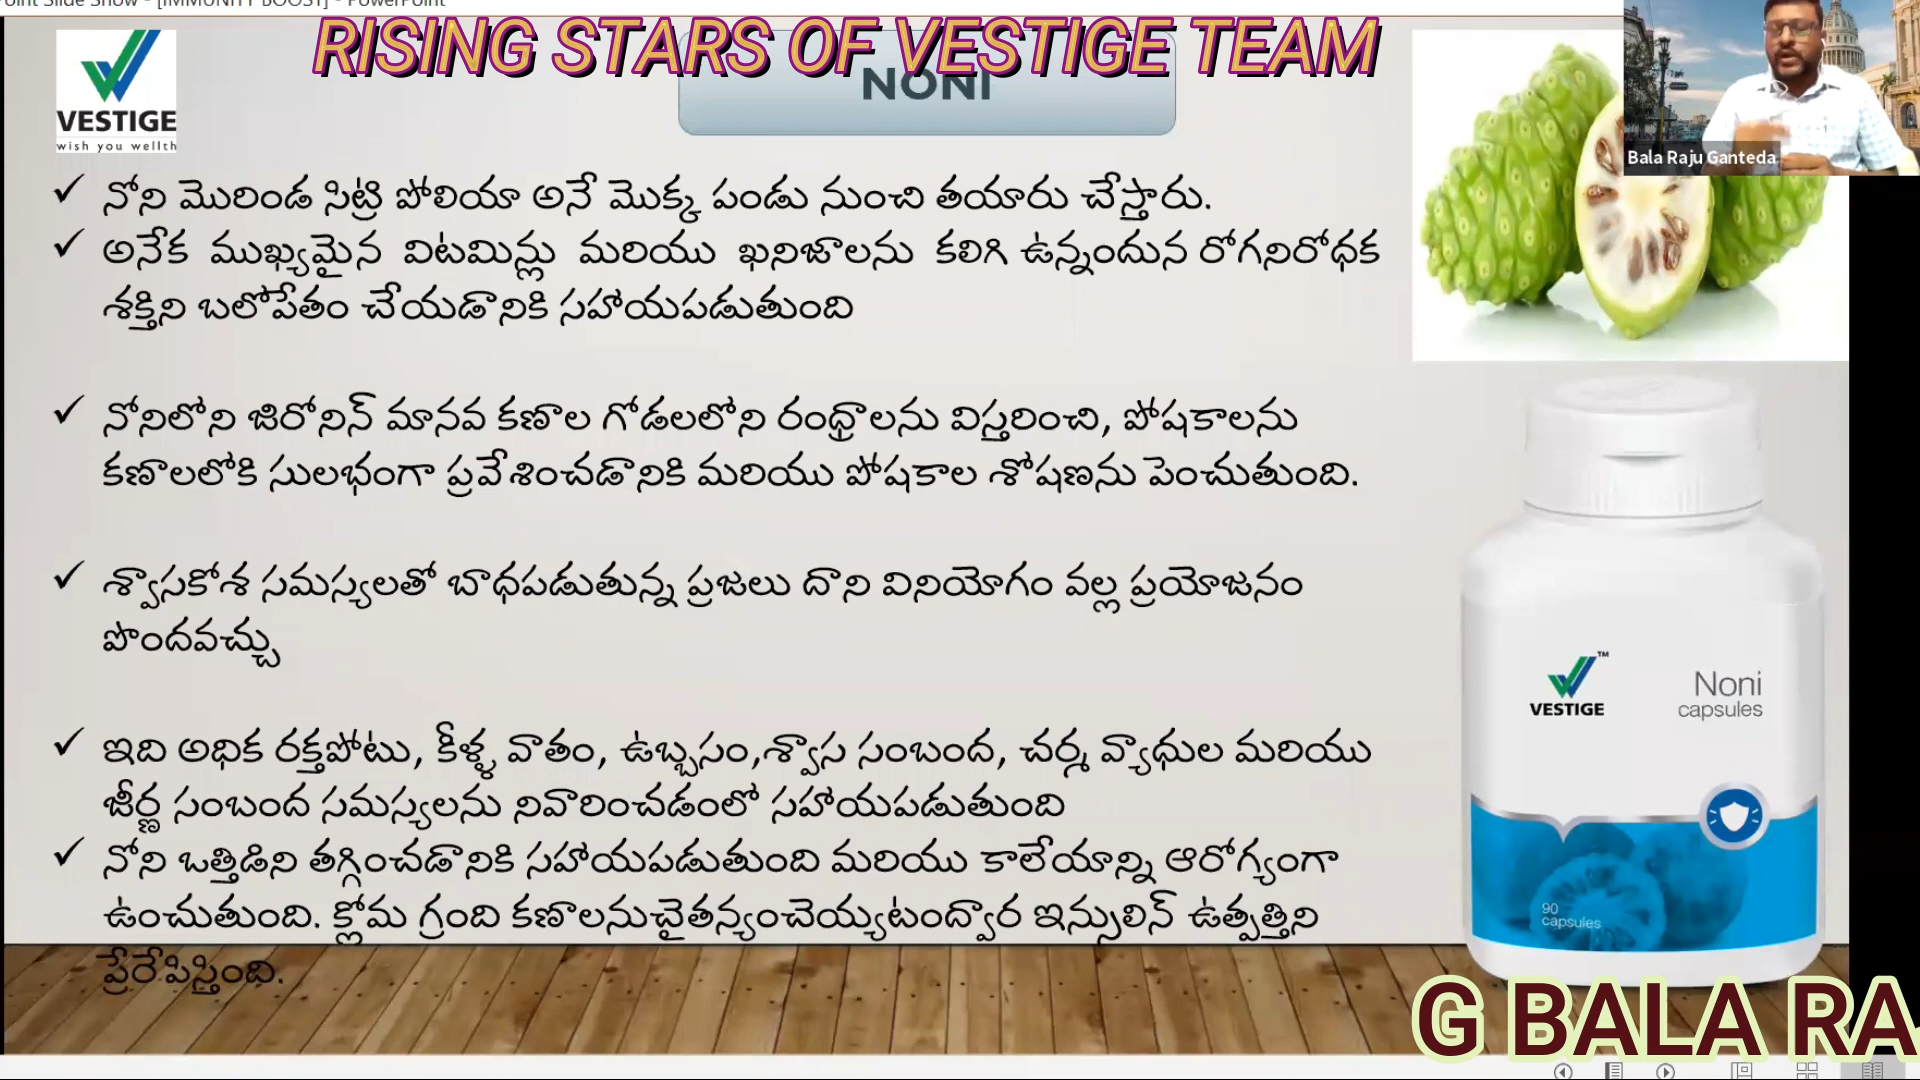 RISING STARS OF VESTIGE TEAM
NONI
VESTIGE
wish you wellth
Bala Raju Ganteda
నోని మొరిండ సిట్రి పోలియా అనే మొక్క పండు నుంచి తయారు చేస్తారు.
అనేక ముఖ్యమైన విటమిన్లు మరియు ఖనిజాలను కలిగి ఉన్నందున రోగనిరోధక
శక్తిని బలోపేతం చేయడానికి సహాయపడుతుంది
నోనిలోని జిరోనిన్ మానవ కణాల గోడలలోని రంధ్రాలను విస్తరించి, పోషకాలను
కణాలలోకి సులభంగా ప్రవేశించడానికి మరియు పోషకాల శోషణను పెంచుతుంది.
శ్వాసకోశ సమస్యలతో బాధపడుతున్న ప్రజలు దాని వినియోగం వల్ల ప్రయోజనం
పొందవచ్చు
ఇది అధిక రక్తపోటు, కీళ్ళ వాతం, ఉబ్బసం,శ్వాస సంబంద, చర్మ వ్యాధుల మరియు
జీర్ణ సంబంద సమస్యలను నివారించడంలో సహాయపడుతుంది
నోని ఒత్తిడిని తగ్గించడానికి సహాయపడుతుంది మరియు కాలేయాన్ని ఆరోగ్యంగా
ఉంచుతుంది. క్లోమ గ్రంది కణాలనుచైతన్యంచెయ్యటంద్వార ఇన్సులిన్ ఉత్పత్తిని
ప్రేరేపిస్తింది.
VESTIGE
TM
Noni
capsules
90
capsules
G BALA RA